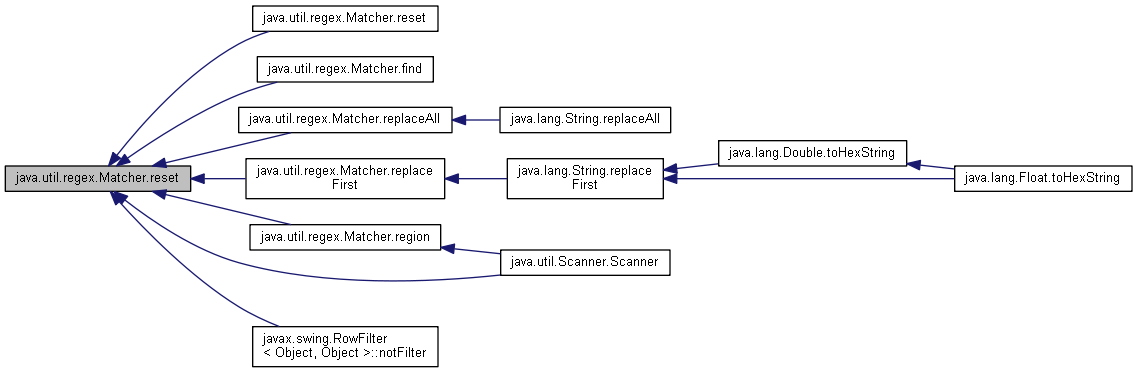 java.util.regex.Matcher.reset
java.util.regex.Matcher.find
java.util.regex.Matcher.replaceAll
java.lang.String.replaceAll
java.lang.Double.toHexString
java.util.regex.Matcher.reset
java.util.regex.Matcher.replace
First
java.lang.String.replace
First
java.lang.Float.toHexString
java.util.regex.Matcher.region
java.util.Scanner.Scanner
javax.swing.RowFilter
< Object, Object >::notFilter